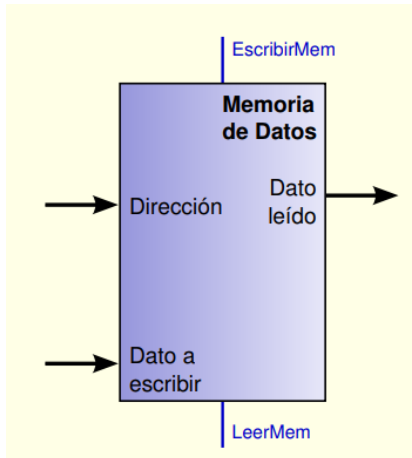 EscribirMem
Memoria
de Datos
Dato
leído
Dirección
Dato a
escribir
LeerMem